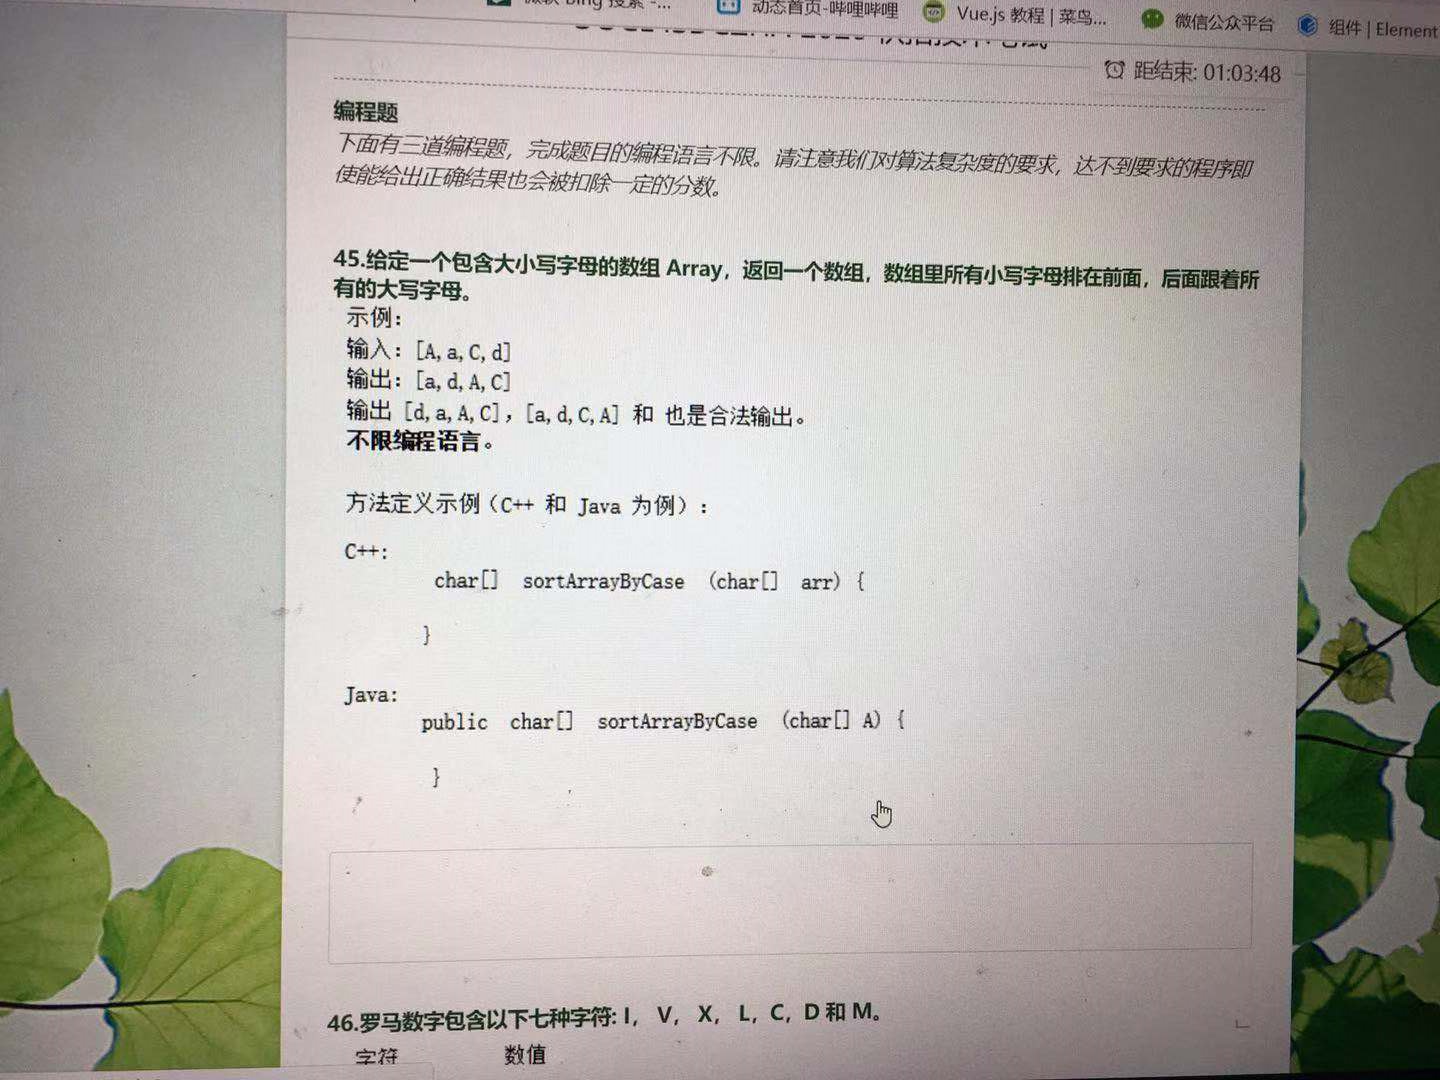 动态首页-哔哩哔哩
Vue.js 教程 | 菜鸟...
微信公众平台
组件 | Element
距结束: 01:03:48
编程题
下面有三道编程题，完成题目的编程语言不限。请注意我们对算法复杂度的要求，达不到要求的程序即
使能给出正确结果也会被扣除一定的分数。
45.给定一个包含大小写字母的数组 Array，返回一个数组，数组里所有小写字母排在前面，后面跟着所
有的大写字母。
示例：
输入：[A,a,C,d]
输出：[a,d,A,C]
输出 [d,a,A,C]，[a,d,C,A] 和 也是合法输出。
不限编程语言。
方法定义示例（C++ 和 Java 为例）：
C++:
char[] sortArrayByCase (char[] arr) {
}
Java:
public char[] sortArrayByCase (char[] A) {
}
46.罗马数字包含以下七种字符: I， V， X， L，C，D 和 M。
字符 数值